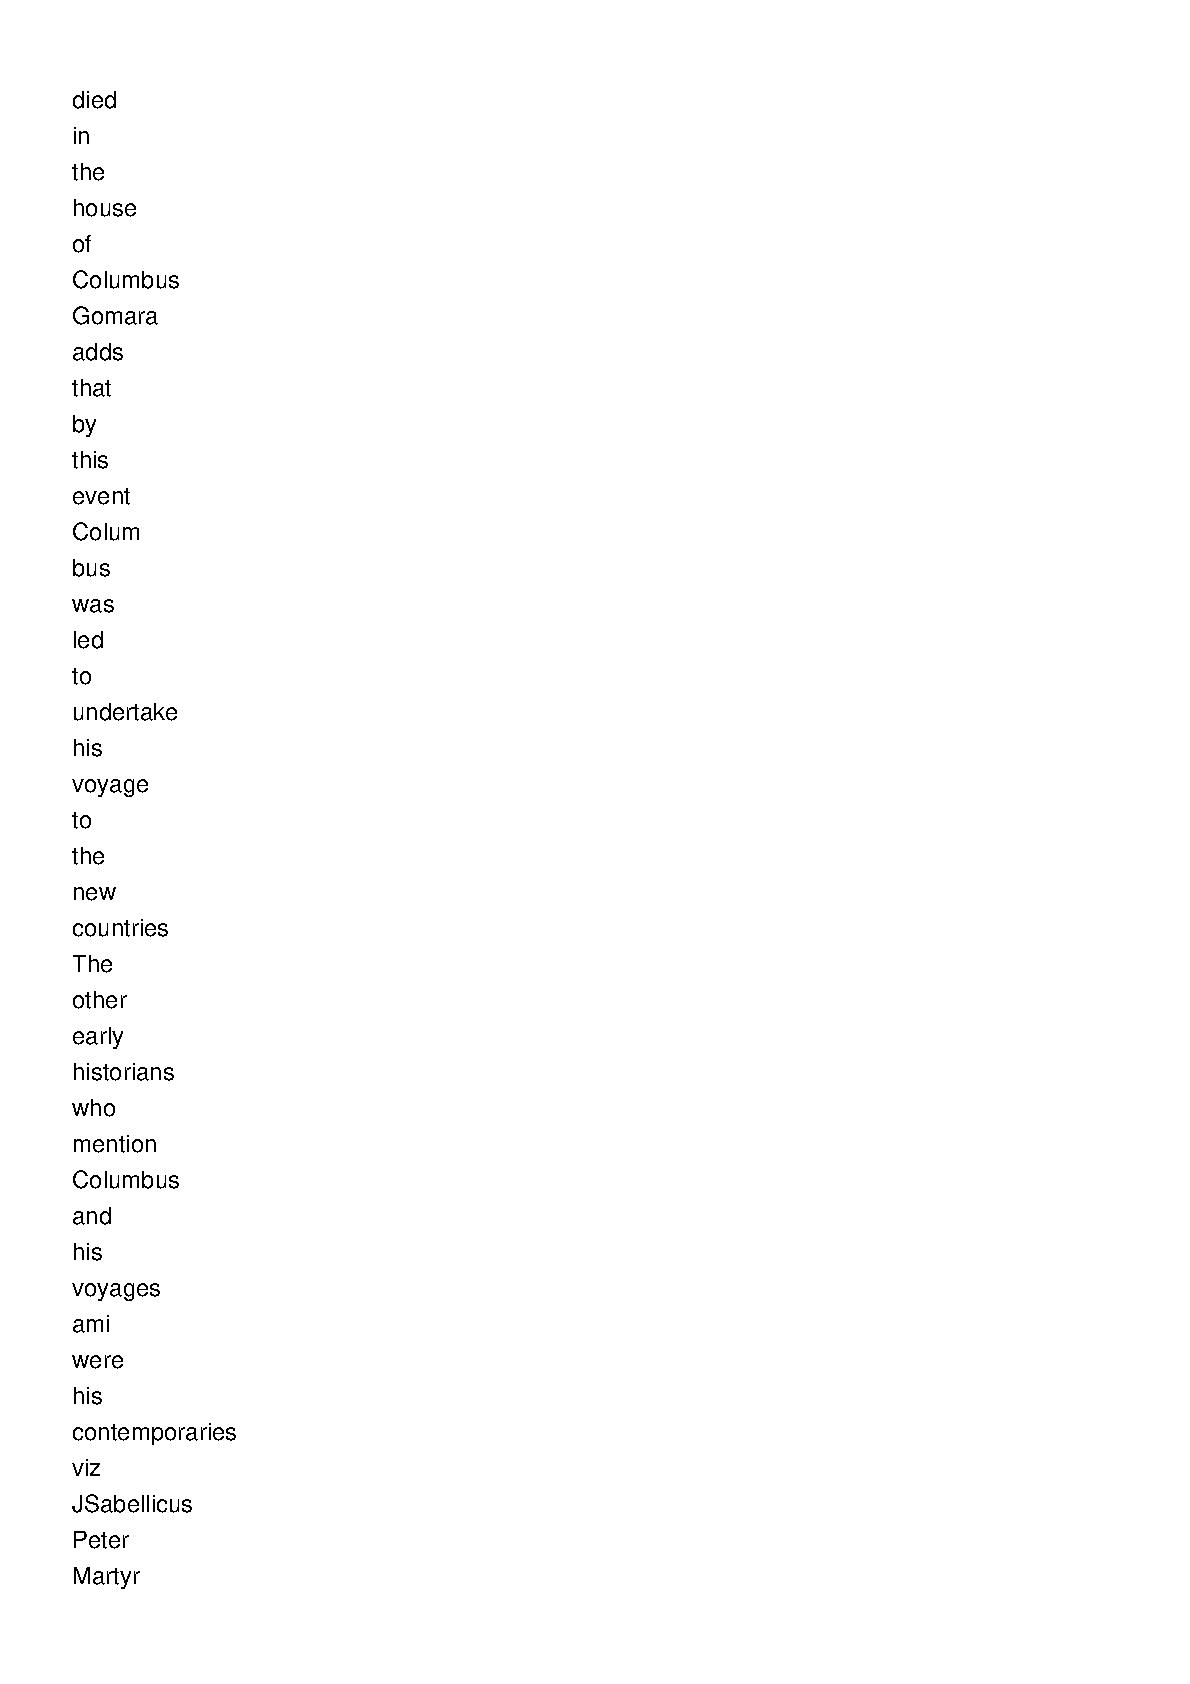 died
in
the
house
of
Columbus
Gomara
adds
that
by
this
event
Colum
bus
was
led
to
undertake
his
voyage
to
the
new
countries
The
other
early
historians
who
mention
Columbus
and
his
voyages
ami
were
his
contemporaries
viz
JSabellicus
Peter
Martyr